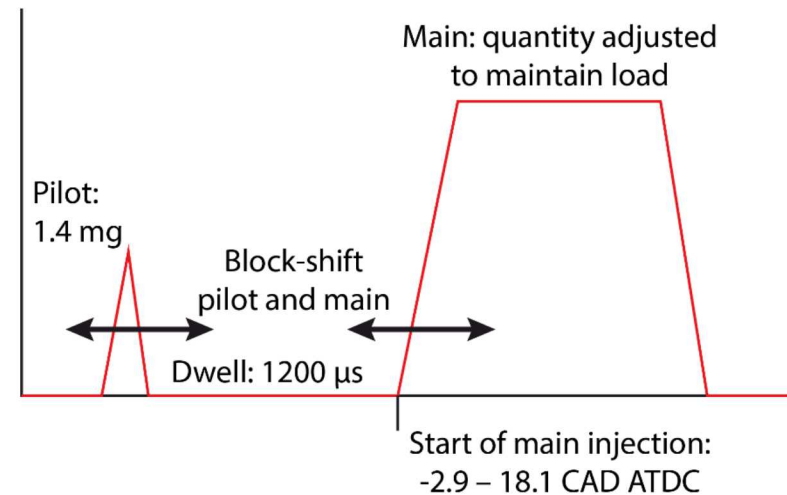 Main: quantity adjusted
to maintain load
Pilot:
1.4 mg
Block-shift
pilot and main
Dwell: 1200 µs
Start of main injection:
-2.9 – 18.1 CAD ATDC